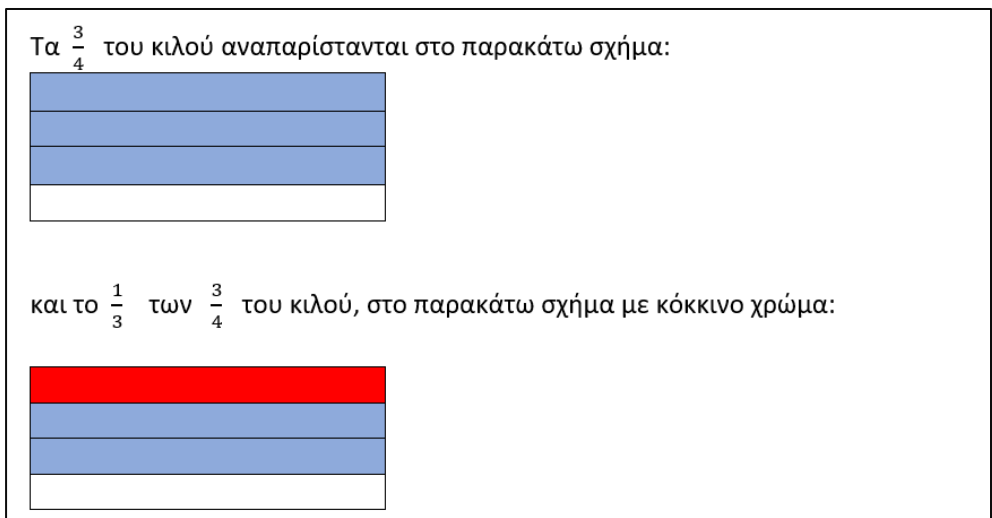 Τα 3/4 του κιλού αναπαρίστανται στο παρακάτω σχήμα:
και το 1/3 των 3/4 του κιλού, στο παρακάτω σχήμα με κόκκινο χρώμα: